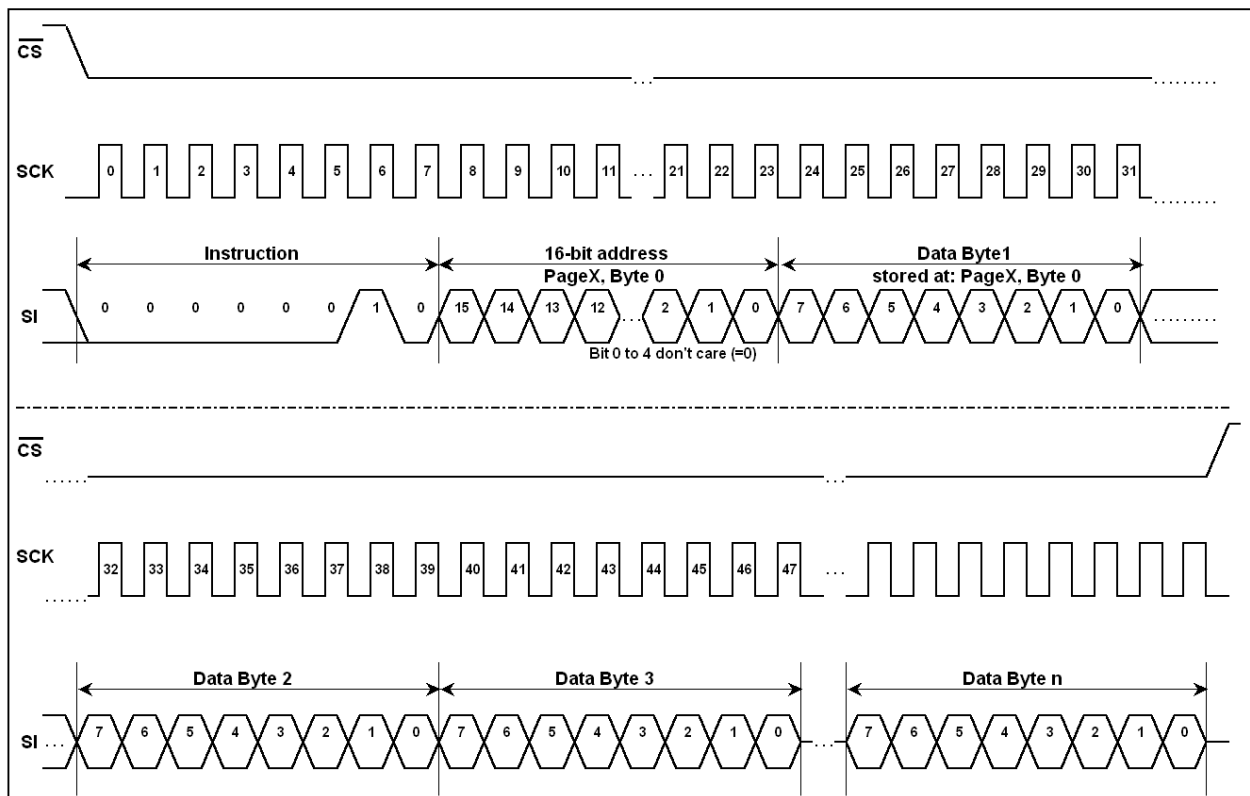 CS
...
.........
SCK
0 1 2 3 4 5 6 7 8 9 10 11 ... 21 22 23 24 25 26 27 28 29 30 31
.........
Instruction
16-bit address
Data Byte1
PageX, Byte 0
stored at: PageX, Byte 0
SI
0 0 0 0 0 0 1 0 15 14 13 12 ... 2 1 0 7 6 5 4 3 2 1 0 .........
Bit 0 to 4 don't care (=0)
CS
......
...
SCK
32 33 34 35 36 37 38 39 40 41 42 43 44 45 46 47 ...
......
Data Byte 2
Data Byte 3
Data Byte n
SI ... 7 6 5 4 3 2 1 0 7 6 5 4 3 2 1 0 ... 7 6 5 4 3 2 1 0